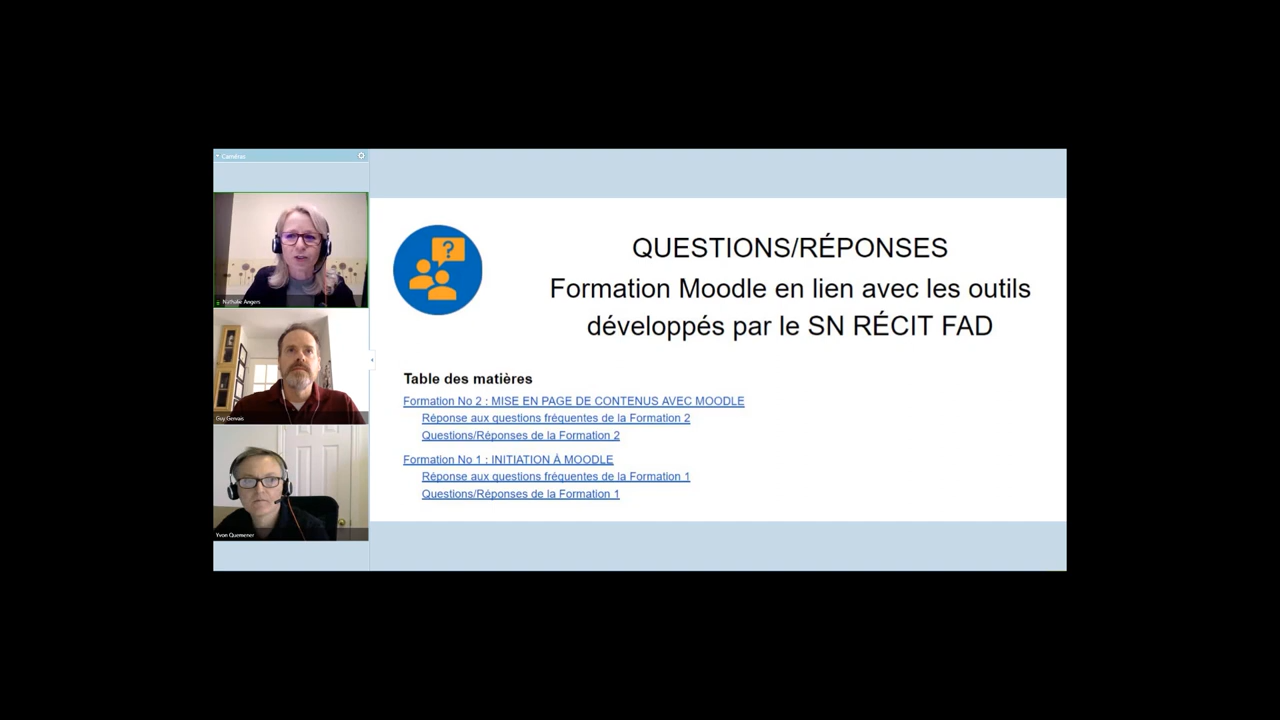 Caméras
Nathalie Angers
Guy Gervais
Yvon Quemener
?
QUESTIONS/RÉPONSES
Formation Moodle en lien avec les outils
développés par le SN RÉCIT FAD
Table des matières
Formation No 2 : MISE EN PAGE DE CONTENUS AVEC MOODLE
Réponse aux questions fréquentes de la Formation 2
Questions/Réponses de la Formation 2
Formation No 1 : INITIATION À MOODLE
Réponse aux questions fréquentes de la Formation 1
Questions/Réponses de la Formation 1